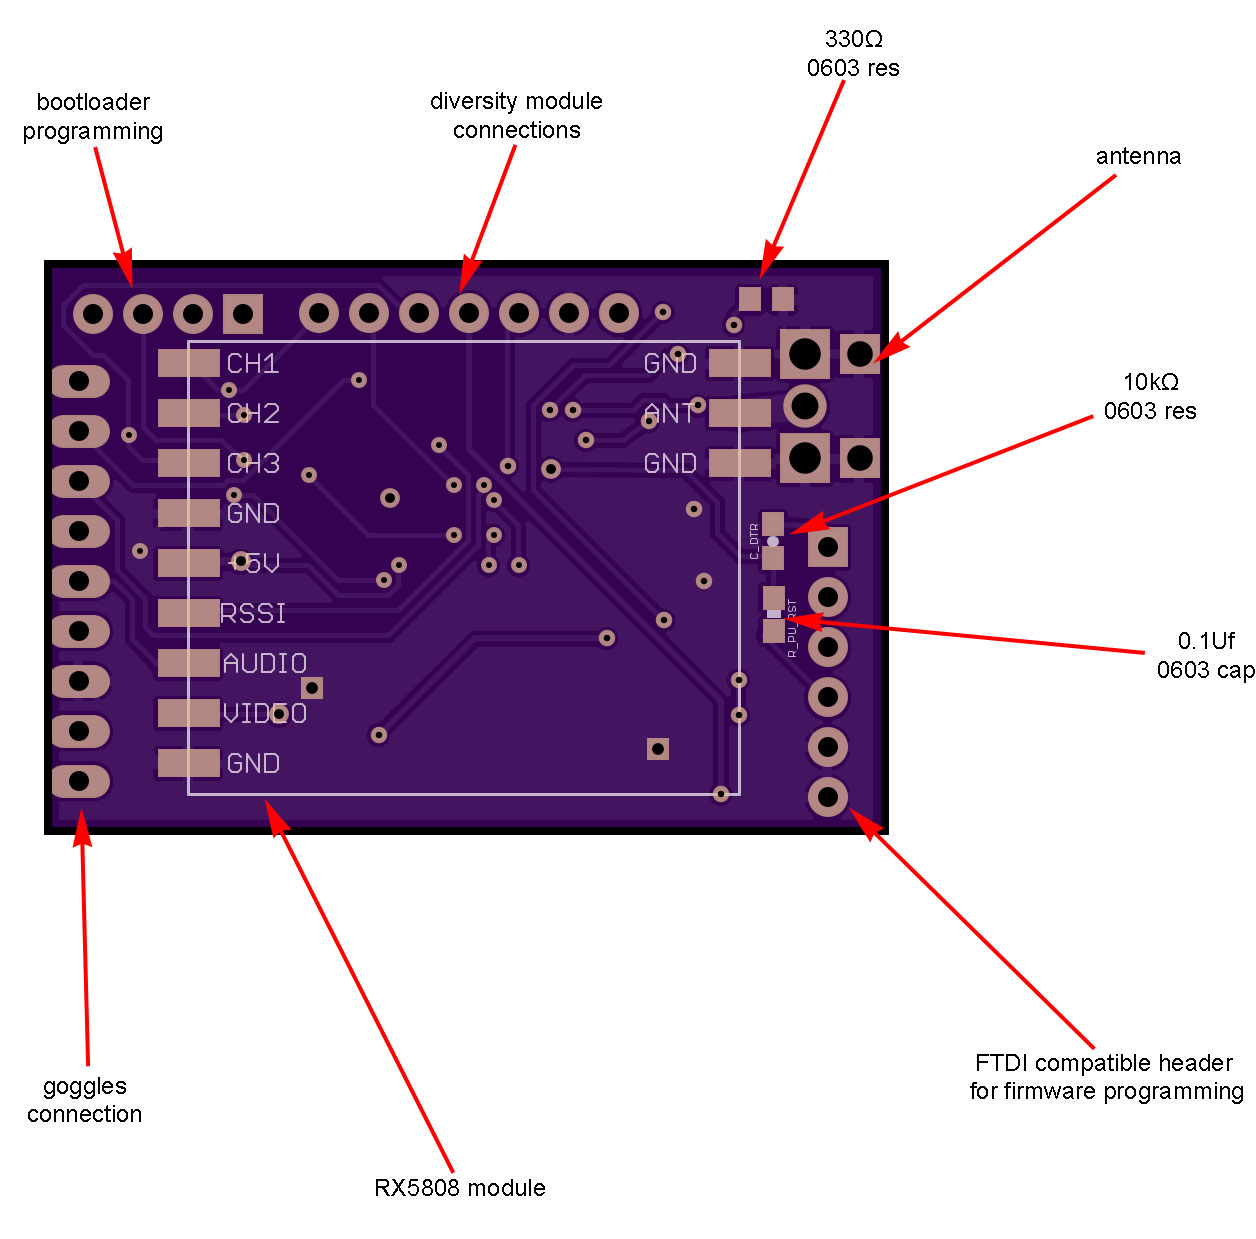 330Ω
0603 res
bootloader
programming
diversity module
connections
antenna
CH1
GND
10kΩ
0603 res
CH2
ANT
CH3
GND
GND
C_DTR
+5V
RSSI
R_PU_RST
0.1Uf
0603 cap
AUDIO
VIDEO
GND
FTDI compatible header
for firmware programming
goggles
connection
RX5808 module